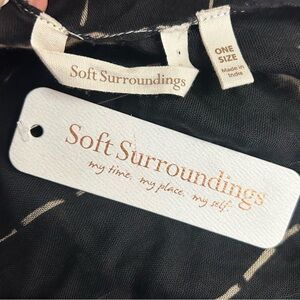 Soft Surroundings
ONE
SIZE
Made in
India
Soft Surroundings
my time. my place. my self.